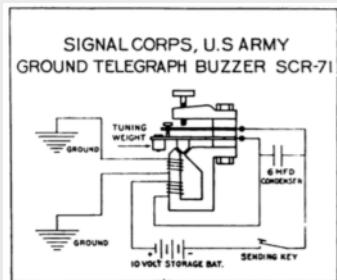 SIGNAL CORPS, U.S ARMY
GROUND TELEGRAPH BUZZER SCR-71
TUNING
WEIGHT
GROUND
6 MFD
CONDENSER
GROUND
+ -
10 VOLT STORAGE BAT.
SENDING KEY